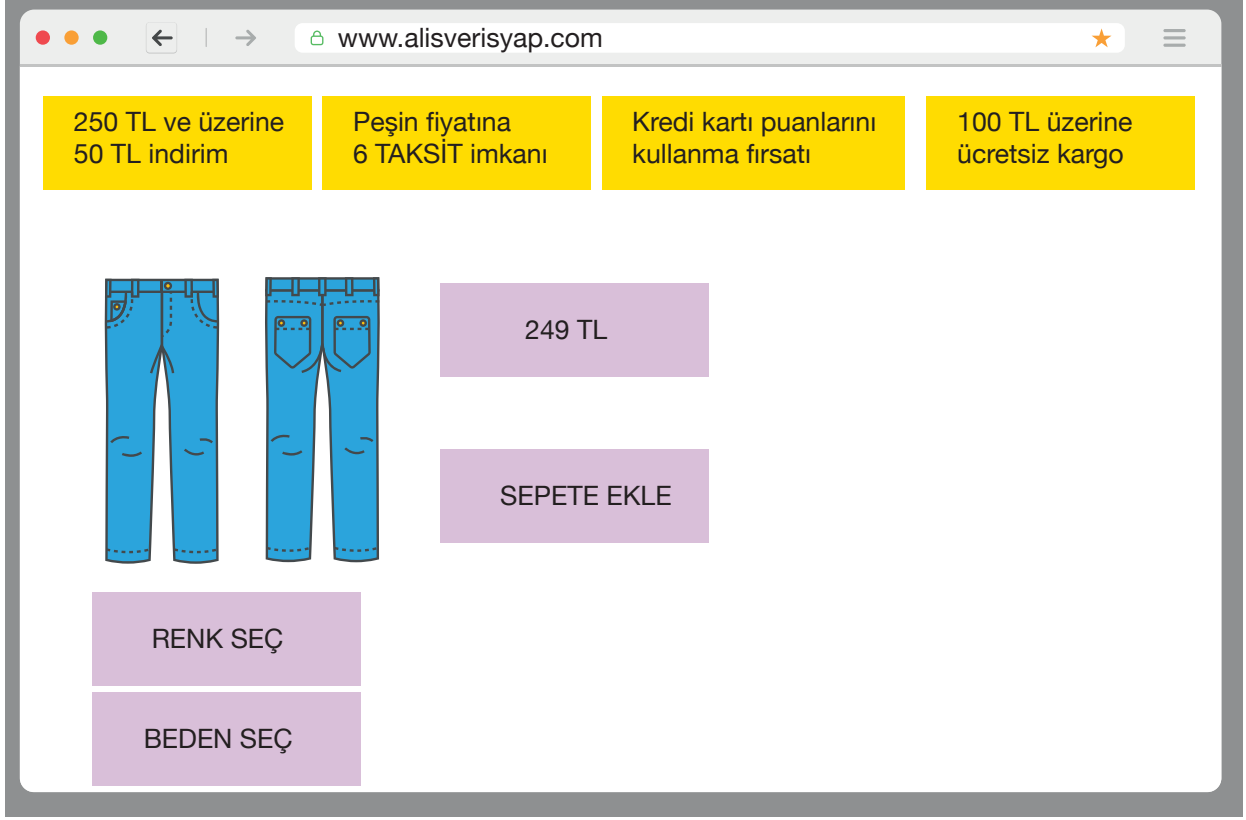 www.alisverisyap.com
250 TL ve üzerine
50 TL indirim
Peşin fiyatına
6 TAKSİT imkanı
Kredi kartı puanlarını
kullanma fırsatı
100 TL üzerine
ücretsiz kargo
249 TL
SEPETE EKLE
RENK SEÇ
BEDEN SEÇ